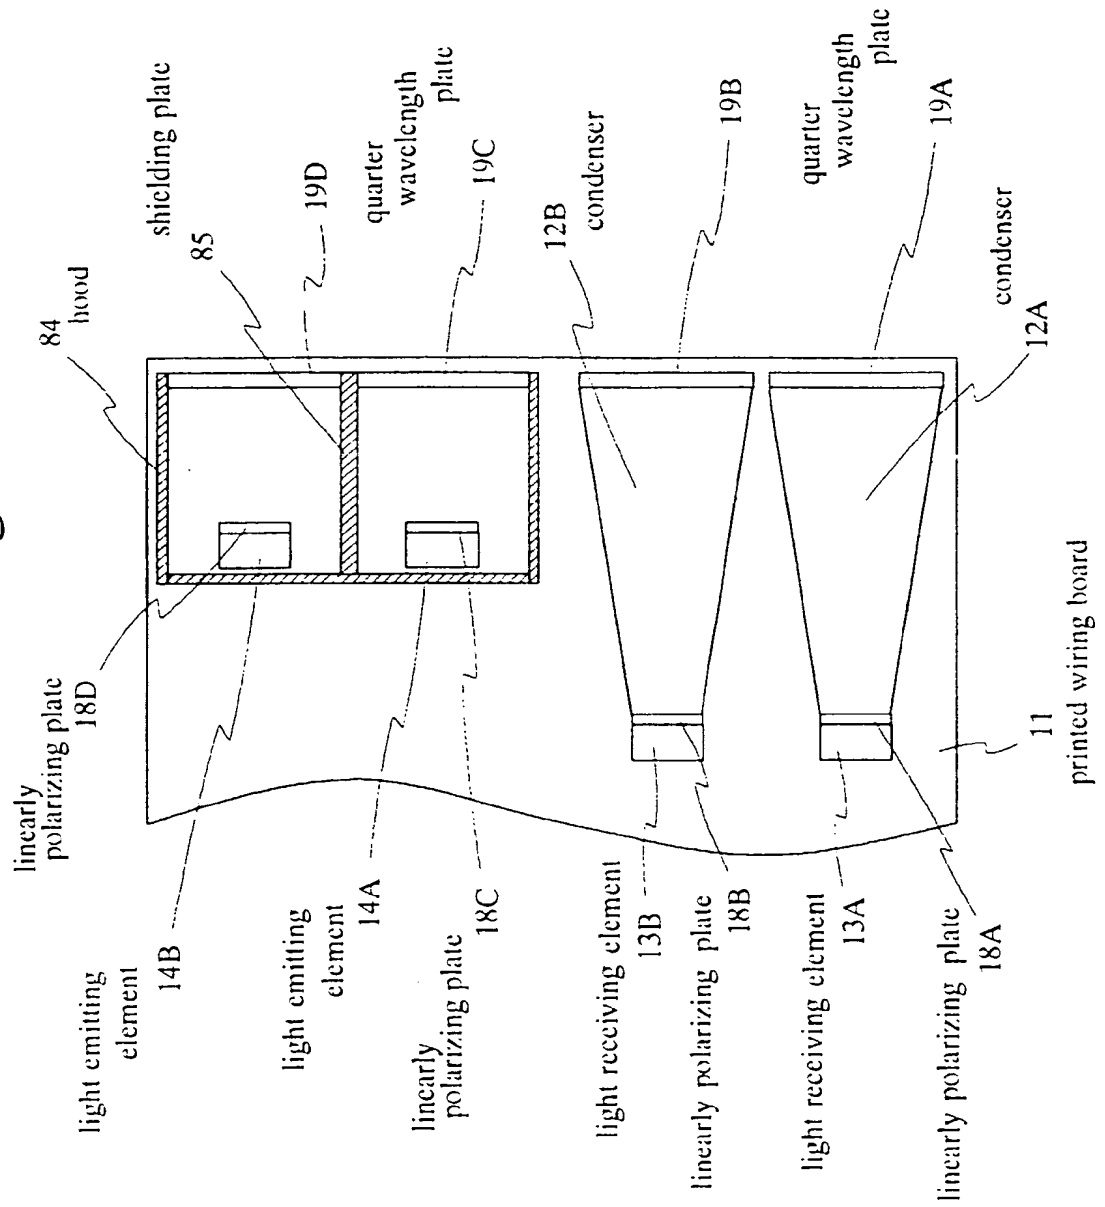 84
hood
shielding plate
85
19D
quarter
wavelength
plate
19C
12B
condenser
19B
quarter
wavelength
plate
19A
condenser
12A
linearly
polarizing plate
18D
light emitting
element
14B
light emitting
element
14A
linearly
polarizing plate
18C
light receiving element
13B
linearly polarizing plate
18B
light receiving element
13A
linearly polarizing plate
18A
11
printed wiring board